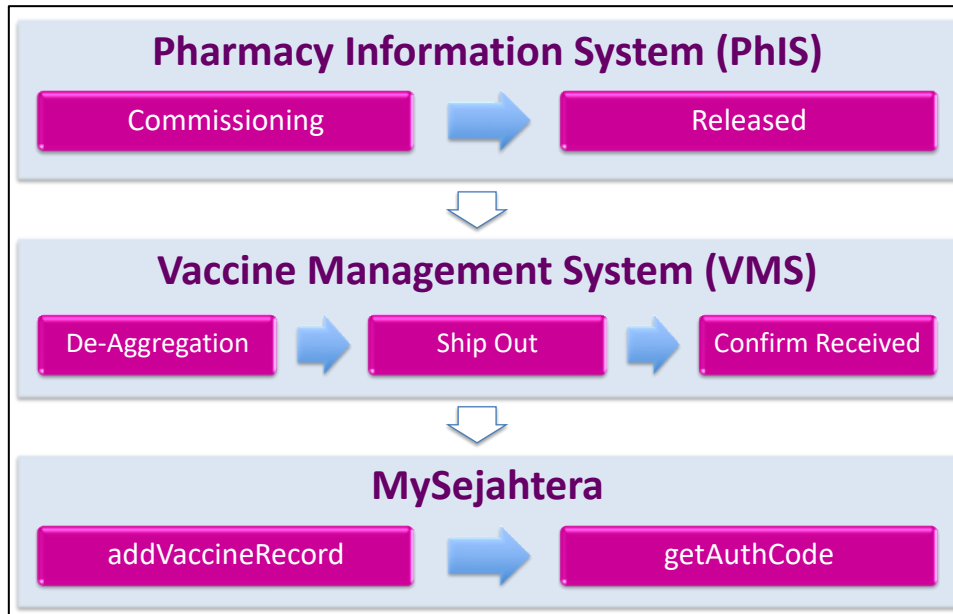 Pharmacy Information System (PhIS)
Commissioning
Released
Vaccine Management System (VMS)
De-Aggregation
Ship Out
Confirm Received
MySejahtera
addVaccineRecord
getAuthCode